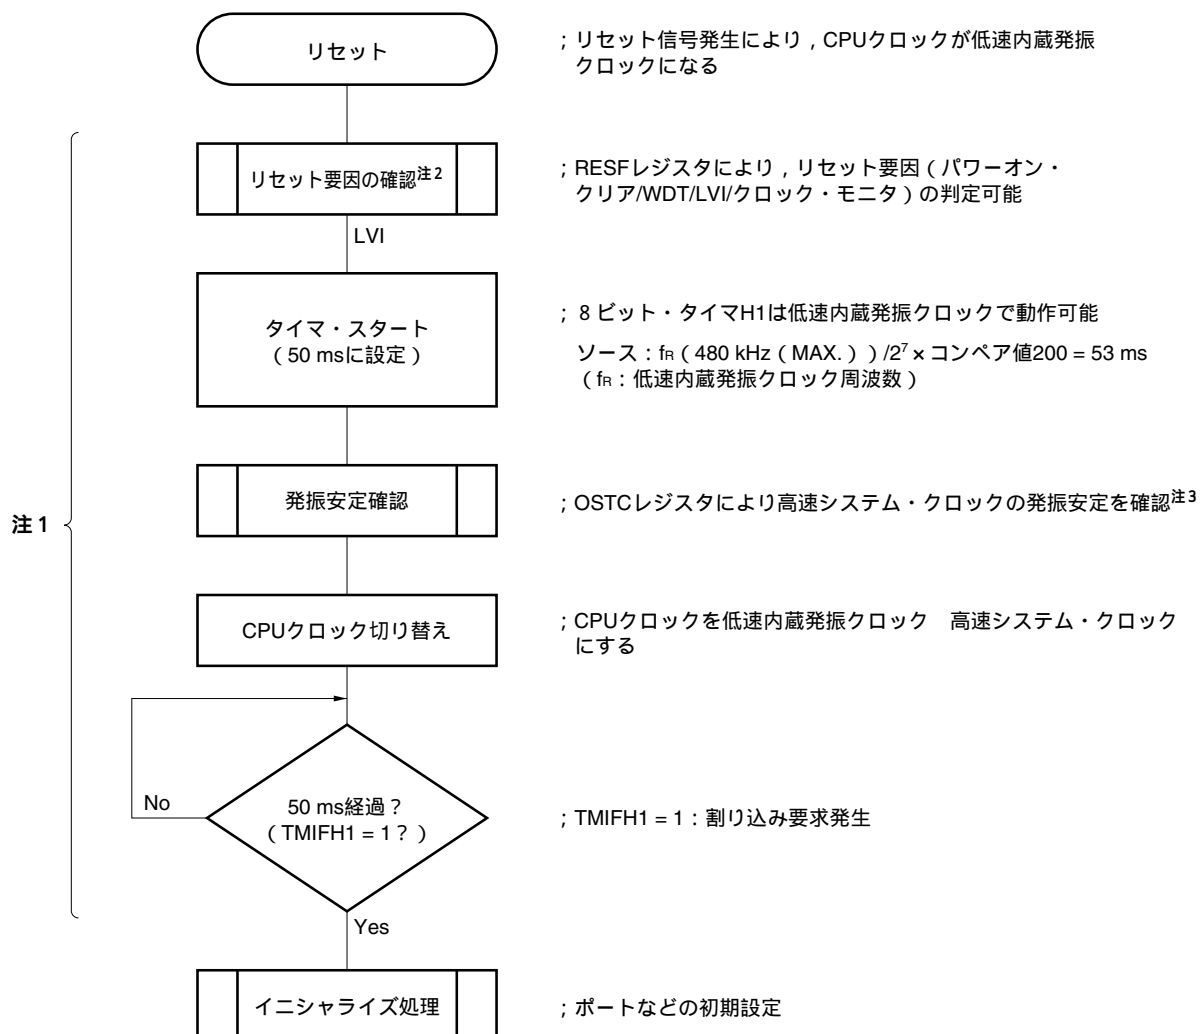 リセット
;リセット信号発生により,CPUクロックが低速内蔵発振
クロックになる
注1
リセット要因の確認注2
;RESFレジスタにより,リセット要因(パワーオン・
クリア/WDT/LVI/クロック・モニタ)の判定可能
LVI
タイマ・スタート
(50 msに設定)
;8ビット・タイマH1は低速内蔵発振クロックで動作可能
ソース:fR(480 kHz(MAX.))/2⁷×コンペア値200 = 53 ms
(fR:低速内蔵発振クロック周波数)
発振安定確認
;OSTCレジスタにより高速システム・クロックの発振安定を確認注3
CPUクロック切り替え
;CPUクロックを低速内蔵発振クロック 高速システム・クロック
にする
No
50 ms経過?
(TMIFH1 = 1?)
;TMIFH1 = 1:割り込み要求発生
Yes
イニシャライズ処理
;ポートなどの初期設定